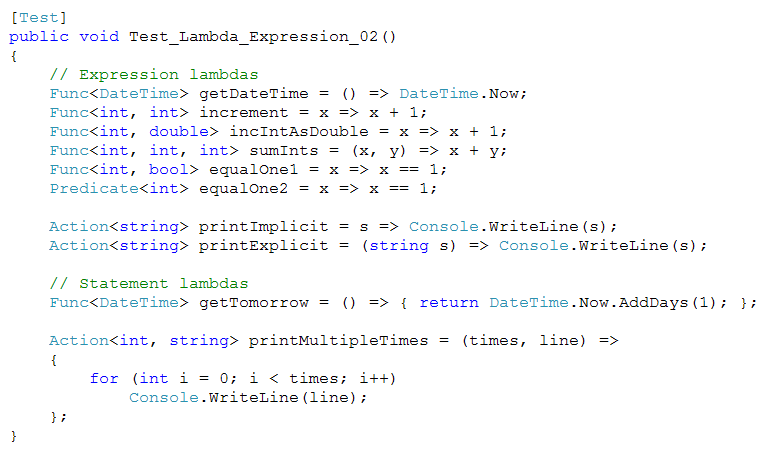 [Test]
public void Test_Lambda_Expression_02()
{
    // Expression lambdas
    Func<DateTime> getDateTime = () => DateTime.Now;
    Func<int, int> increment = x => x + 1;
    Func<int, double> incIntAsDouble = x => x + 1;
    Func<int, int, int> sumInts = (x, y) => x + y;
    Func<int, bool> equalOne1 = x => x == 1;
    Predicate<int> equalOne2 = x => x == 1;

    Action<string> printImplicit = s => Console.WriteLine(s);
    Action<string> printExplicit = (string s) => Console.WriteLine(s);

    // Statement lambdas
    Func<DateTime> getTomorrow = () => { return DateTime.Now.AddDays(1); };

    Action<int, string> printMultipleTimes = (times, line) =>
    {
        for (int i = 0; i < times; i++)
            Console.WriteLine(line);
    };
}